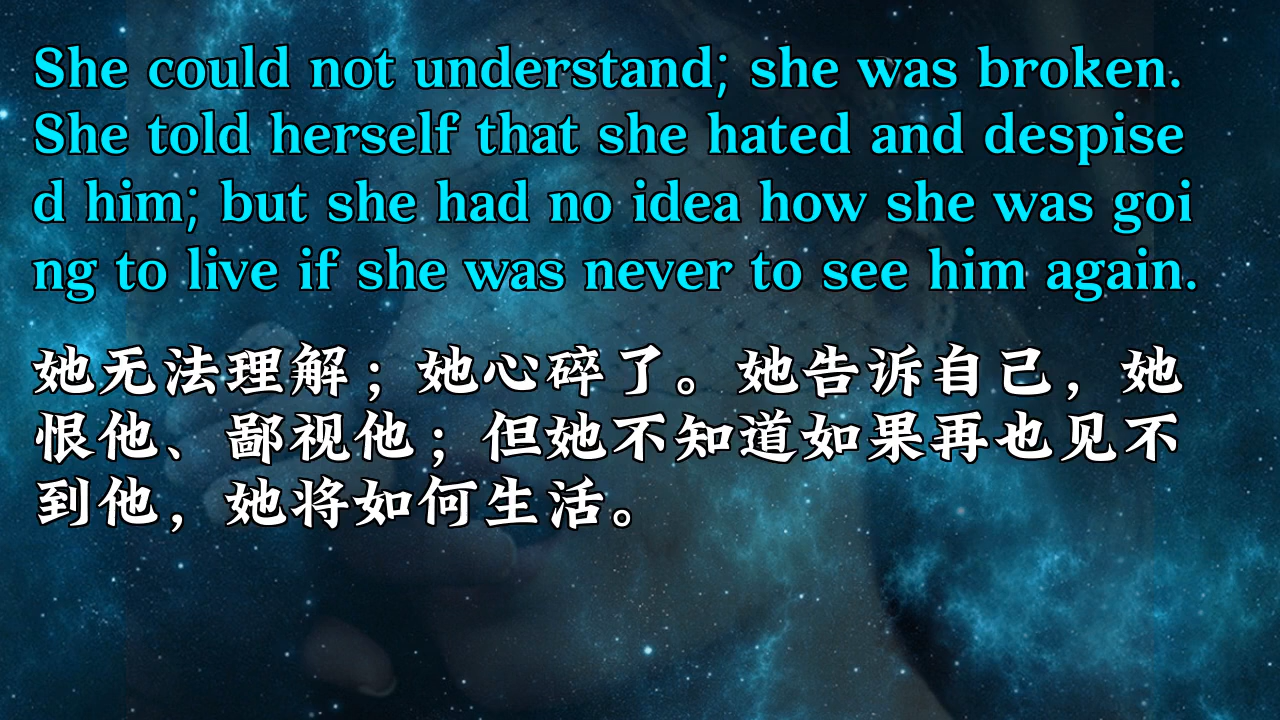 She could not understand; she was broken.
She told herself that she hated and despise
d him; but she had no idea how she was goi
ng to live if she was never to see him again.
她无法理解；她心碎了。她告诉自己，她
恨他、鄙视他；但她不知道如果再也见不
到他，她将如何生活。